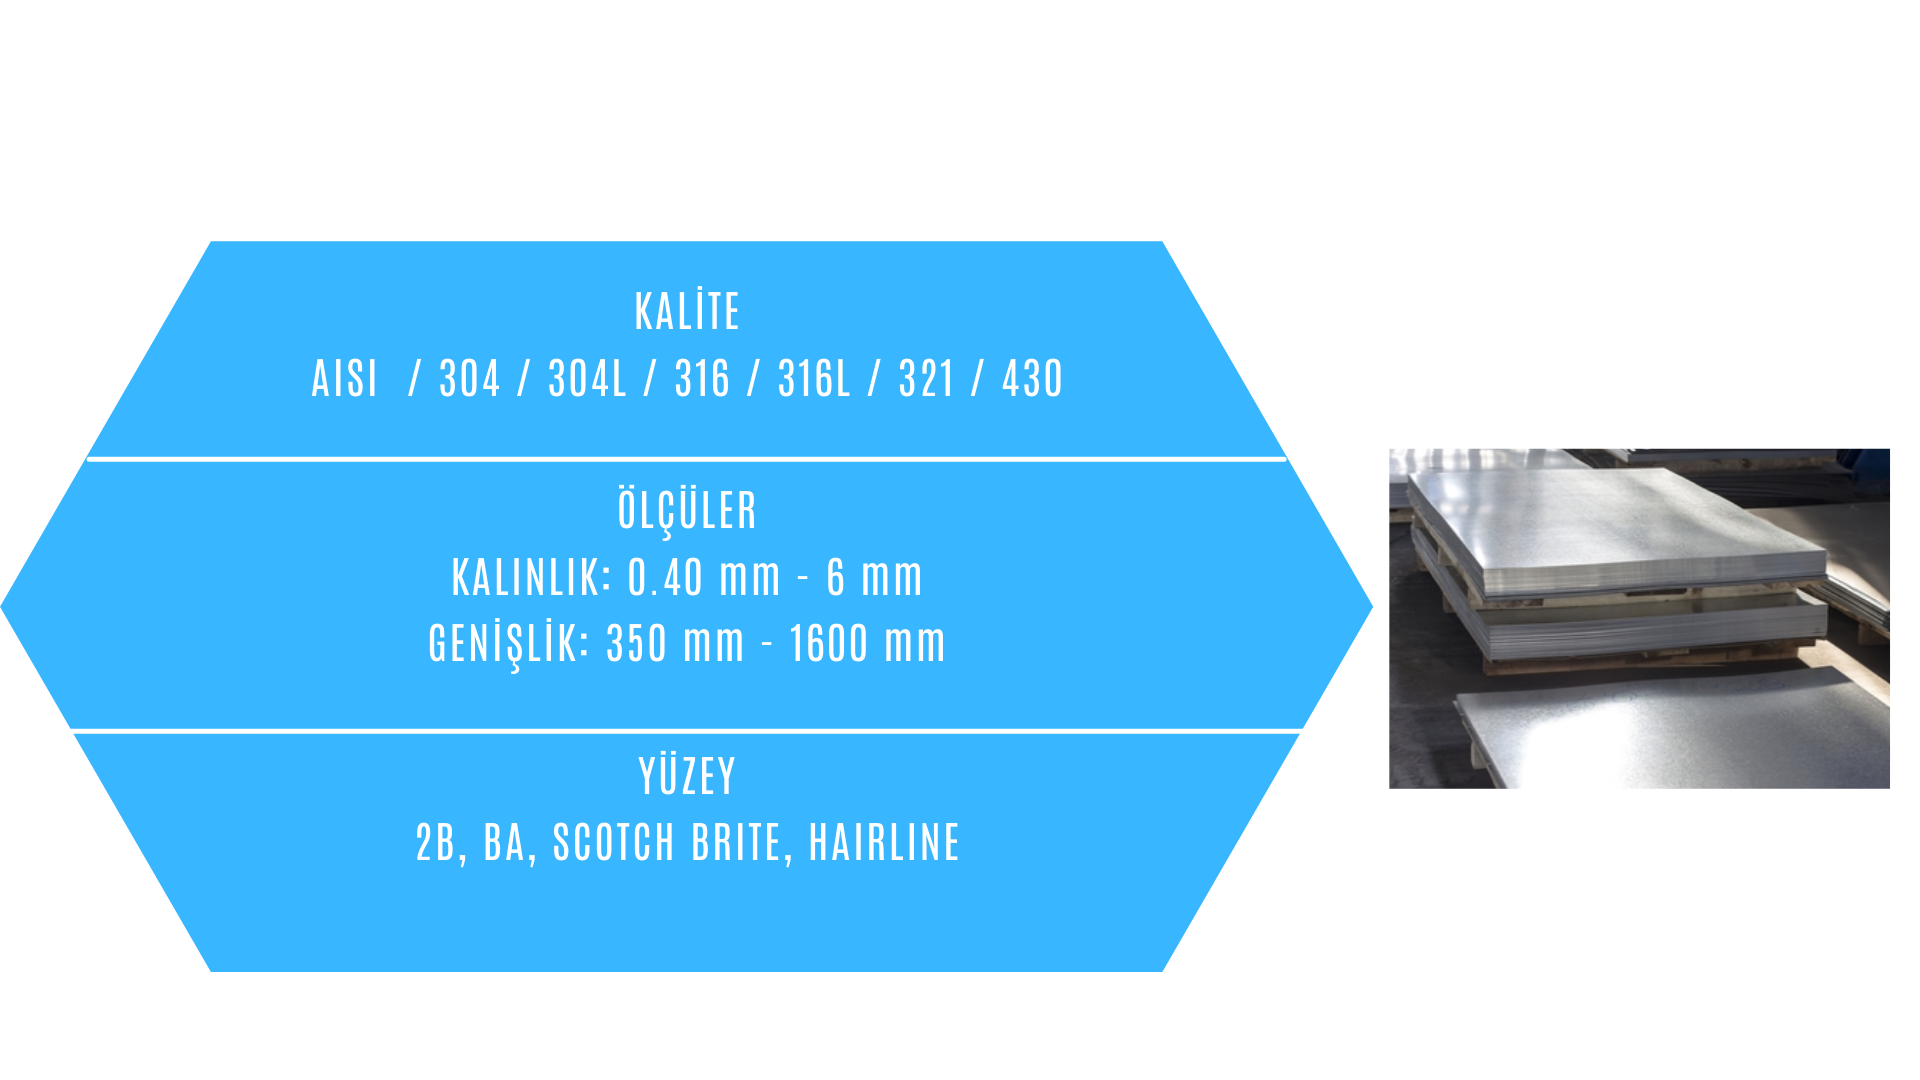 KALİTE
AISI / 304 / 304L / 316 / 316L / 321 / 430
ÖLÇÜLER
KALINLIK: 0.40 mm - 6 mm
GENİŞLİK: 350 mm - 1600 mm
YÜZEY
2B, BA, SCOTCH BRITE, HAIRLINE